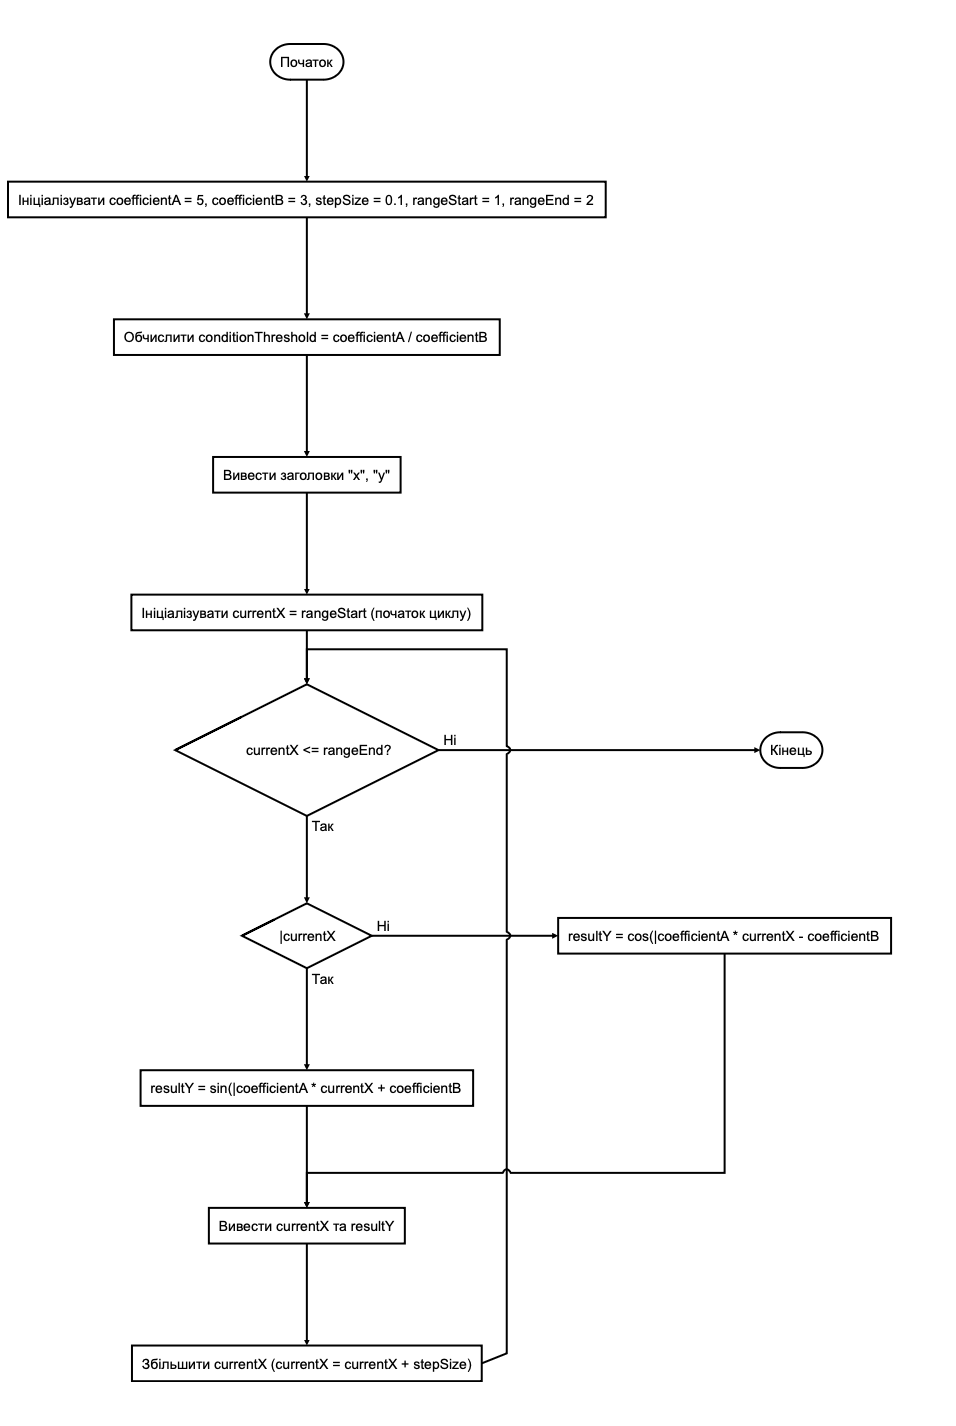 Початок
Ініціалізувати coefficientA = 5, coefficientB = 3, stepSize = 0.1, rangeStart = 1, rangeEnd = 2
Обчислити conditionThreshold = coefficientA / coefficientB
Вивести заголовки "x", "y"
Ініціалізувати currentX = rangeStart (початок циклу)
currentX <= rangeEnd?
Ні
Кінець
Так
|currentX
Ні
resultY = cos(|coefficientA * currentX - coefficientB
Так
resultY = sin(|coefficientA * currentX + coefficientB
Вивести currentX та resultY
Збільшити currentX (currentX = currentX + stepSize)